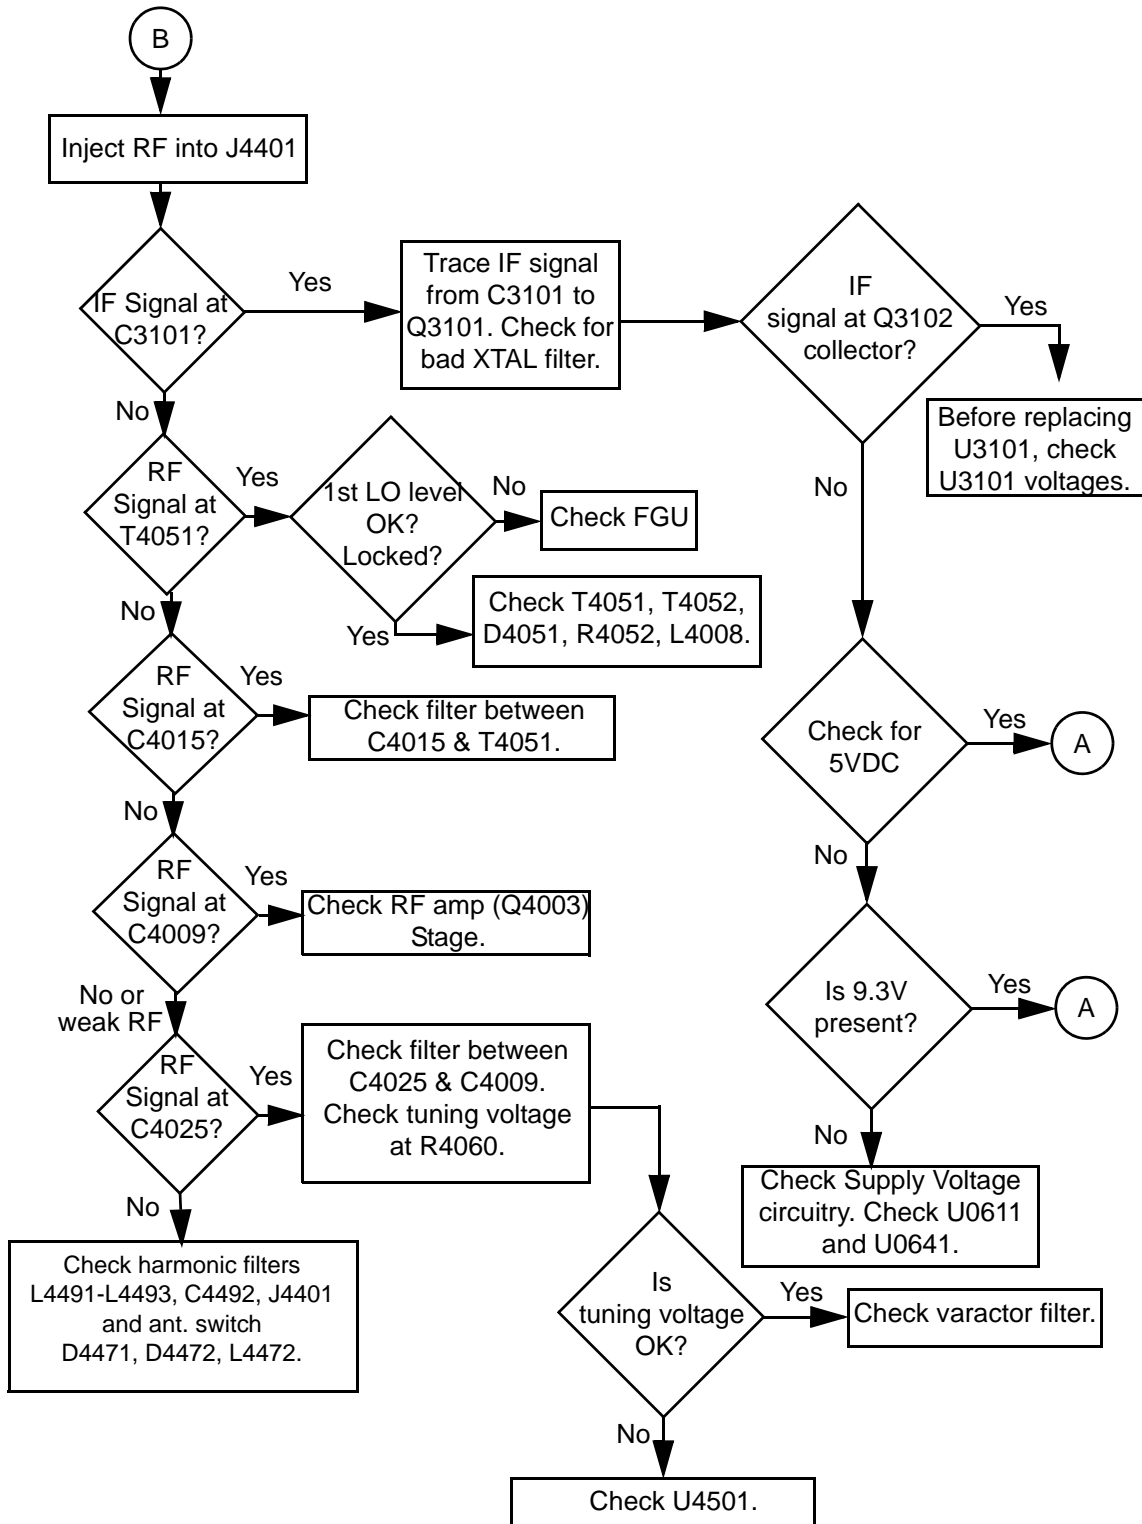 B
Inject RF into J4401
IF Signal at
C3101?
Yes
Trace IF signal
from C3101 to
Q3101. Check for
bad XTAL filter.
IF
signal at Q3102
collector?
Yes
Before replacing
U3101, check
U3101 voltages.
No
No
RF
Signal at
T4051?
Yes
1st LO level
OK?
Locked?
No
Check FGU
Yes
Check T4051, T4052,
D4051, R4052, L4008.
No
RF
Signal at
C4015?
Yes
Check filter between
C4015 & T4051.
Check for
5VDC
Yes
A
No
No
RF
Signal at
C4009?
Yes
Check RF amp (Q4003)
Stage.
Is 9.3V
present?
Yes
A
No
Check Supply Voltage
circuitry. Check U0611
and U0641.
No or
weak RF
RF
Signal at
C4025?
Yes
Check filter between
C4025 & C4009.
Check tuning voltage
at R4060.
No
Check harmonic filters
L4491-L4493, C4492, J4401
and ant. switch
D4471, D4472, L4472.
Is
tuning voltage
OK?
Yes
Check varactor filter.
No
Check U4501.